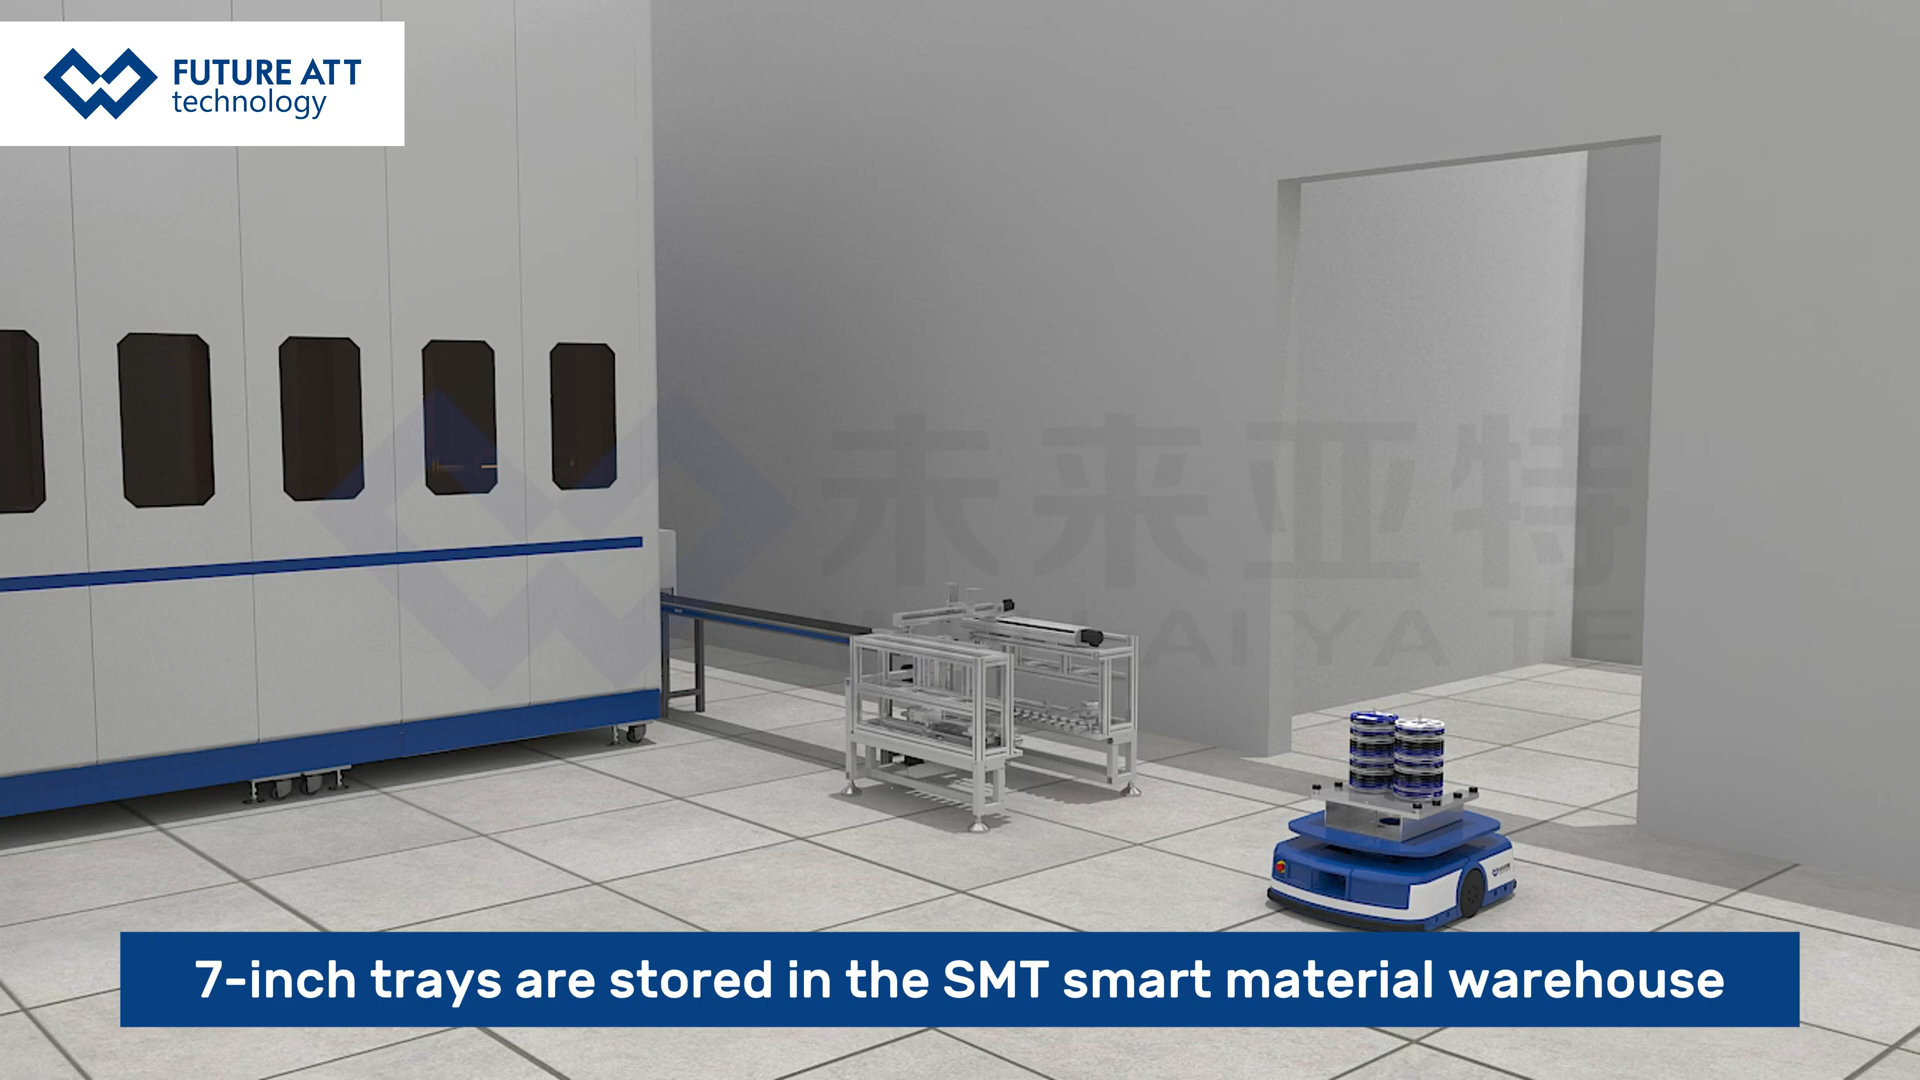 FUTURE ATT
technology
未来亚特
7-inch trays are stored in the SMT smart material warehouse